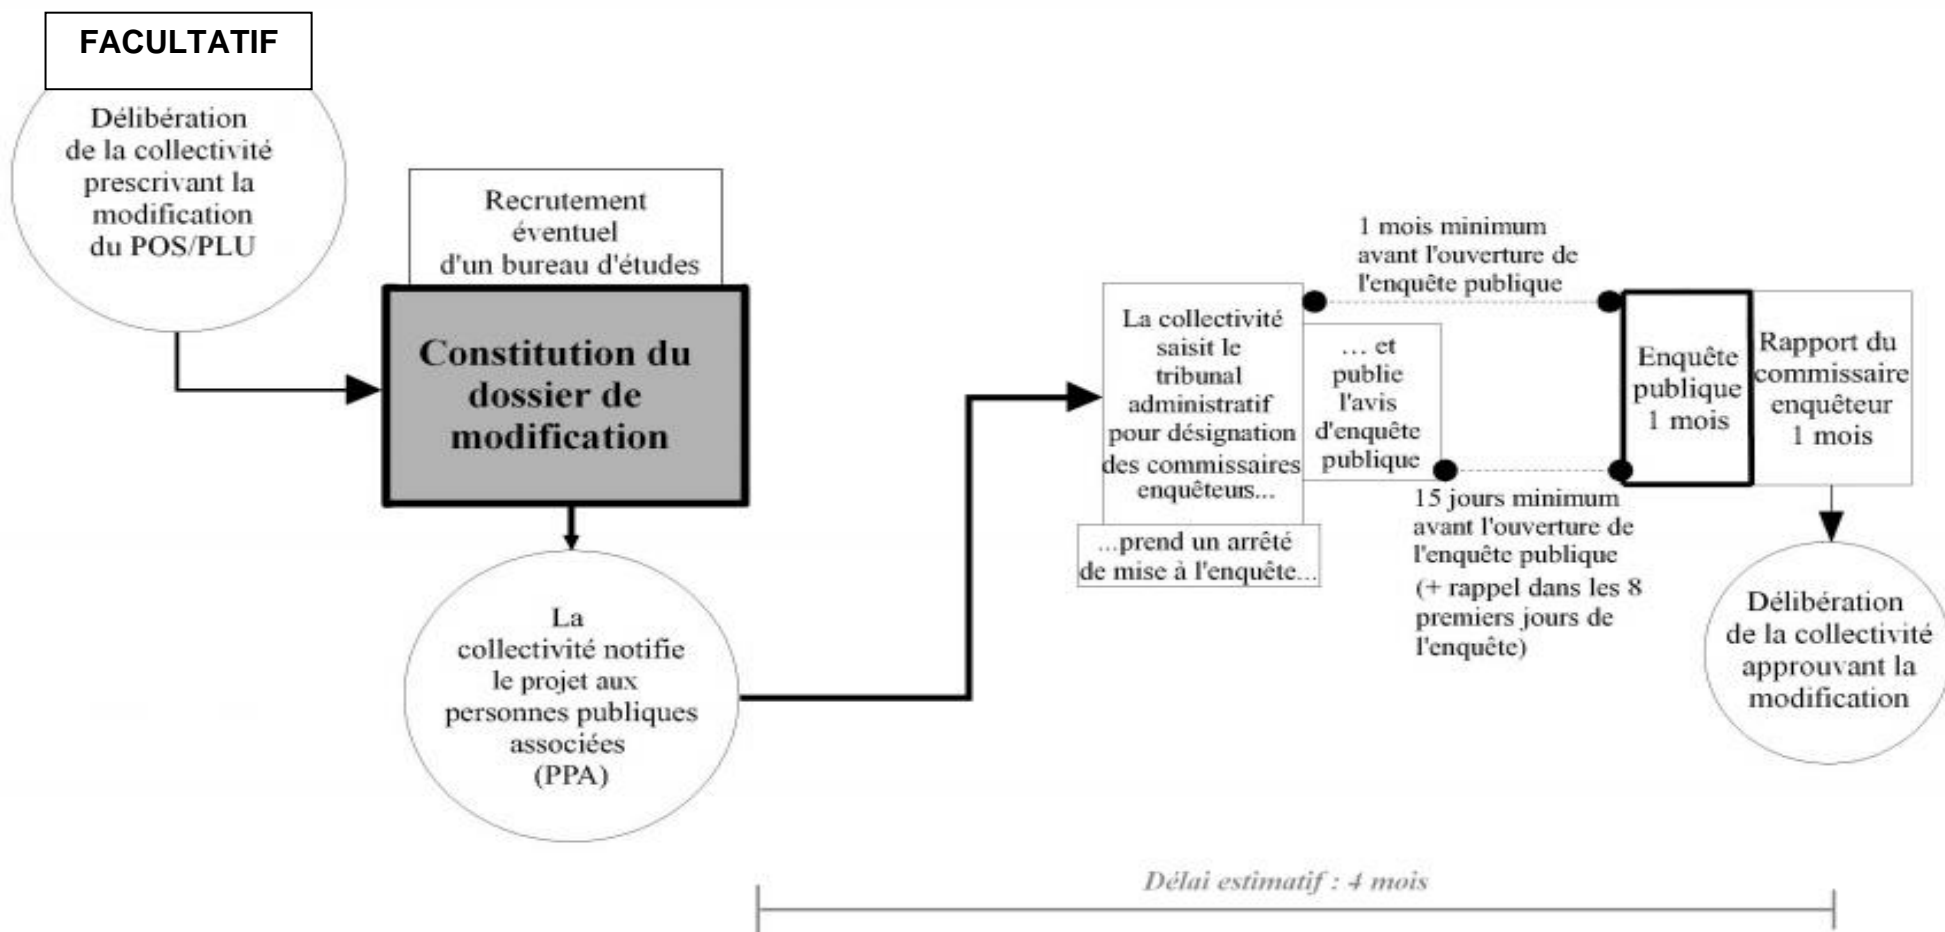 FACULTATIF
Délibération
de la collectivité
prescrivant la
modification
du POS/PLU
Recrutement
éventuel
d'un bureau d'études
Constitution du
dossier de
modification
La
collectivité notifie
le projet aux
personnes publiques
associées
(PPA)
La collectivité
saisit le
tribunal
administratif
pour désignation
des commissaires
enquêteurs...
...prend un arrêté
de mise à l'enquête...
… et
publie
l'avis
d'enquête
publique
1 mois minimum
avant l'ouverture de
l'enquête publique
15 jours minimum
avant l'ouverture de
l'enquête publique
(+ rappel dans les 8
premiers jours de
l'enquête)
Enquête
publique
1 mois
Rapport du
commissaire
enquêteur
1 mois
Délibération
de la collectivité
approuvant la
modification
Délai estimatif : 4 mois